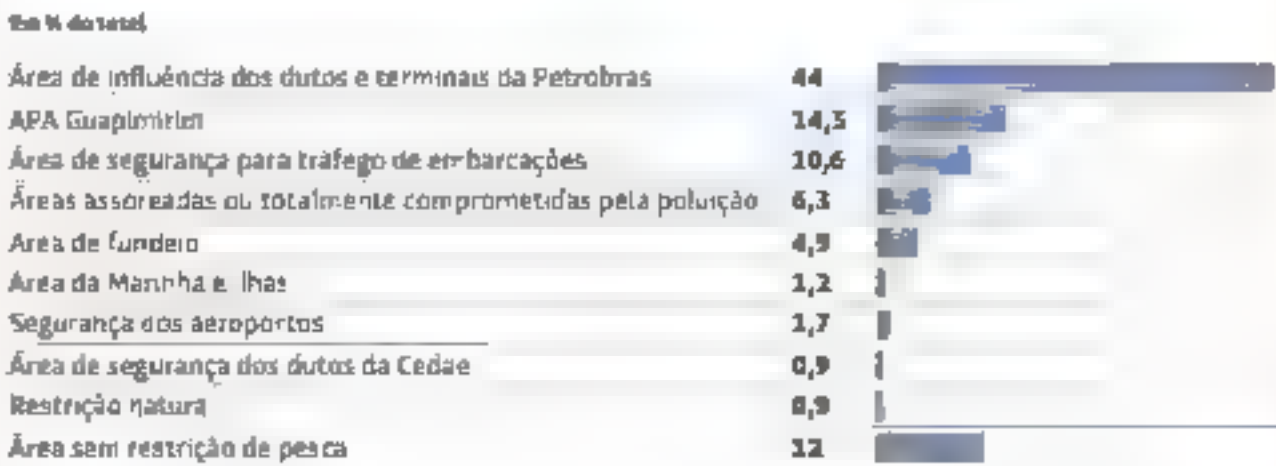 Em % do total
Área de influência dos dutos e terminais da Petrobras 44
APA Guapimirim 14,3
Área de segurança para tráfego de embarcações 10,6
Áreas assoreadas ou totalmente comprometidas pela poluição 6,3
Área de fundeio 4,9
Área da Marinha e Ilhas 1,2
Segurança dos aeroportos 1,7
Área de segurança dos dutos da Cedae 0,9
Restrição natural 0,9
Área sem restrição de pesca 12